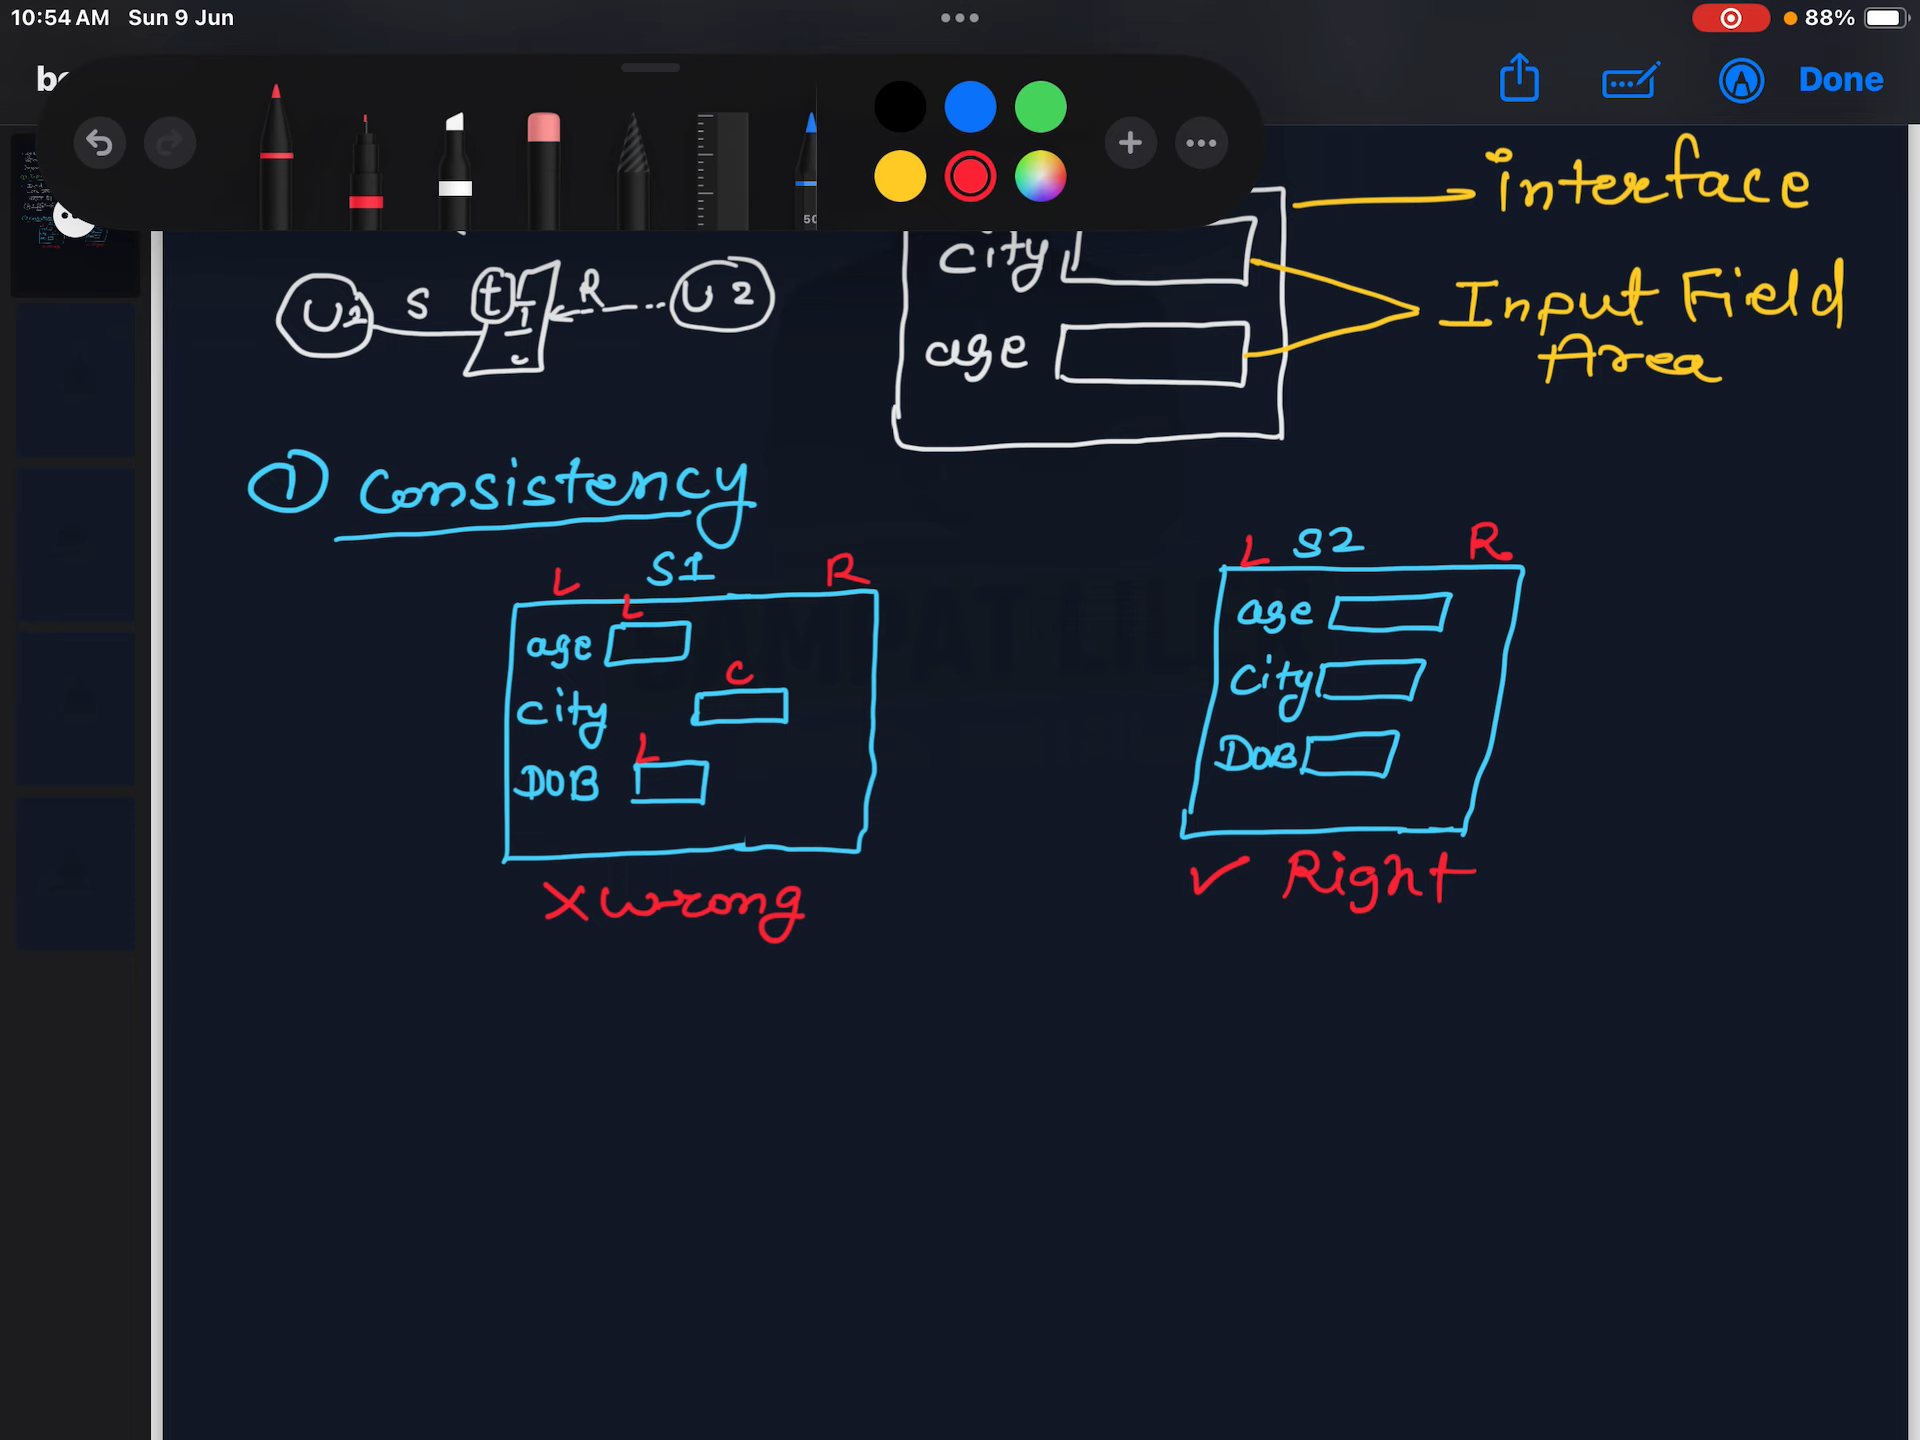 10:54 AM Sun 9 Jun
88%
Done
50
interface
city
Input Field
Area
U1 S t I R U2
age
① Consistency
L S1 R
L
age
C
city
L
DOB
X wrong
L S2 R
age
City
DOB
✓ Right